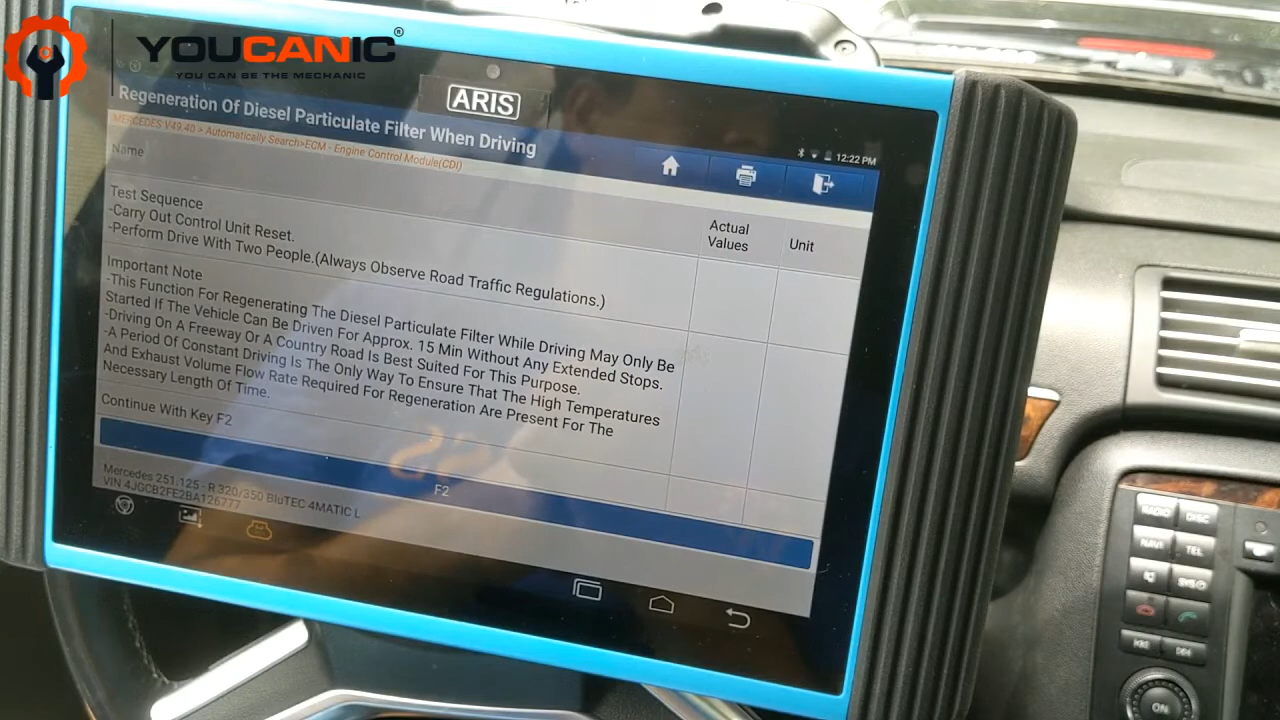 YOUCANIC®
YOU CAN BE THE MECHANIC
ARIS
Regeneration Of Diesel Particulate Filter When Driving
MERCEDES V49.40 > Automatically Search>ECM - Engine Control Module(CDI)
12:22 PM
Name
Actual
Values
Unit
Test Sequence
-Carry Out Control Unit Reset.
-Perform Drive With Two People.(Always Observe Road Traffic Regulations.)
Important Note
-This Function For Regenerating The Diesel Particulate Filter While Driving May Only Be
Started If The Vehicle Can Be Driven For Approx. 15 Min Without Any Extended Stops.
-Driving On A Freeway Or A Country Road Is Best Suited For This Purpose.
-A Period Of Constant Driving Is The Only Way To Ensure That The High Temperatures
And Exhaust Volume Flow Rate Required For Regeneration Are Present For The
Necessary Length Of Time.
Continue With Key F2
F2
Mercedes 251.125 - R 320/350 BluTEC 4MATIC L
VIN 4JGCB2FE2BA126777
RADIO
DISC
NAVI
TEL
SYS
ON